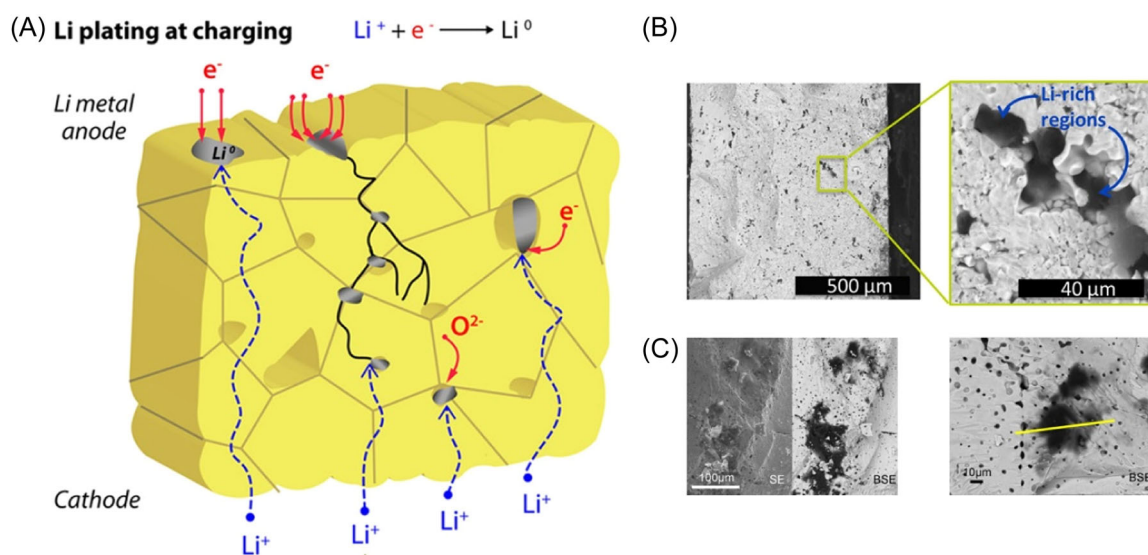 (A) Li plating at charging
Li⁺ + e⁻ ⟶ Li⁰
e⁻
e⁻
Li metal
anode
Li⁰
e⁻
O²⁻
Cathode
Li⁺
Li⁺
Li⁺
Li⁺
(B)
Li-rich
regions
500 µm
40 µm
(C)
100µm
SE
BSE
10µm
BSE